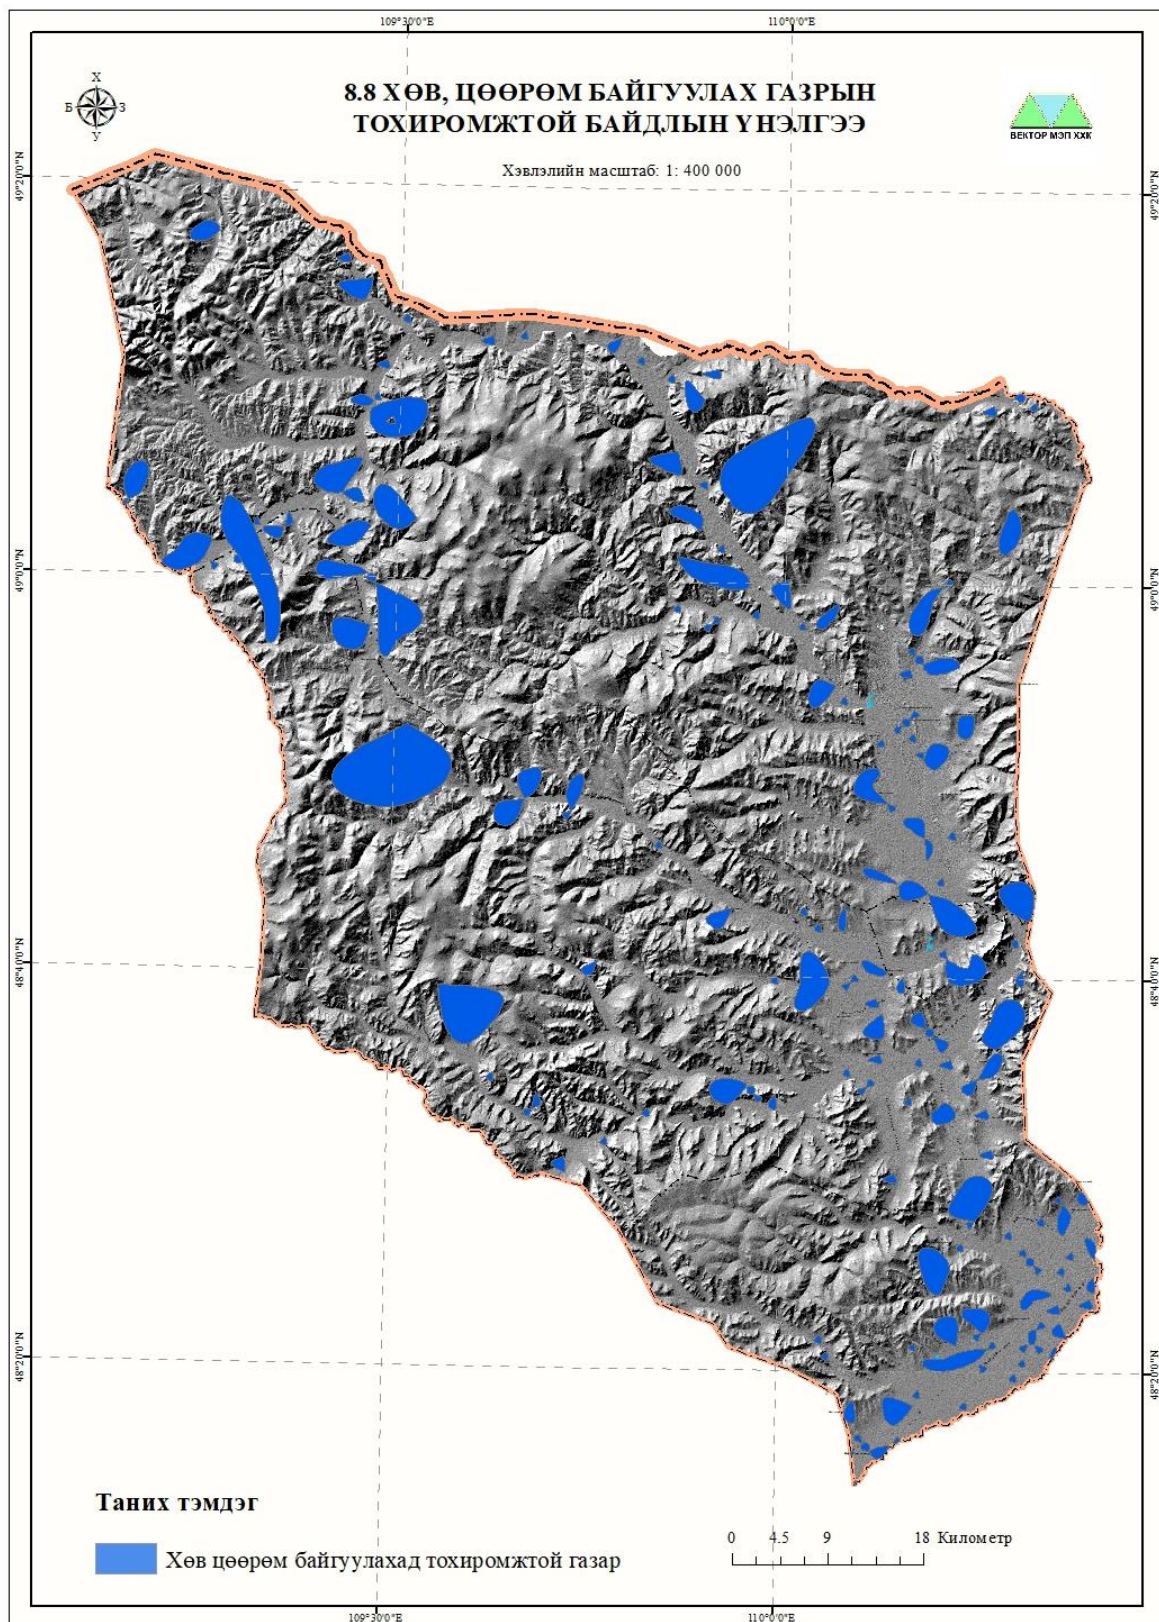 109°30'0"E
110°0'0"E
Х
Б
З
У
8.8 ХӨВ, ЦӨӨРӨМ БАЙГУУЛАХ ГАЗРЫН
ТОХИРОМЖТОЙ БАЙДЛЫН ҮНЭЛГЭЭ
Хэвлэлийн масштаб: 1: 400 000
ВЕКТОР МЭП ХХК
49°20'0"N
49°20'0"N
49°0'0"N
49°0'0"N
48°40'0"N
48°40'0"N
48°20'0"N
48°20'0"N
Таних тэмдэг
Хөв цөөрөм байгуулахад тохиромжтой газар
0 4.5 9 18 Километр
109°30'0"E
110°0'0"E